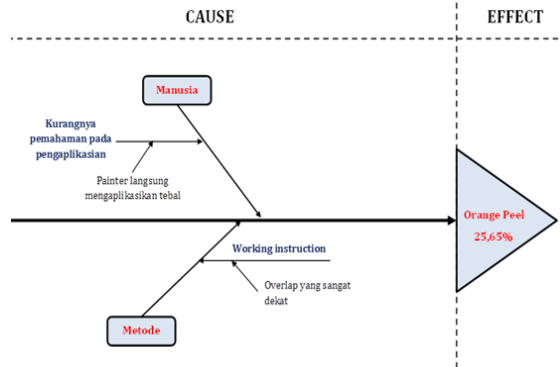 CAUSE
EFFECT
Manusia
Kurangnya
pemahaman pada
pengaplikasian
Painter langsung
mengaplikasikan tebal
Orange Peel
25,65%
Working instruction
Overlap yang sangat
dekat
Metode